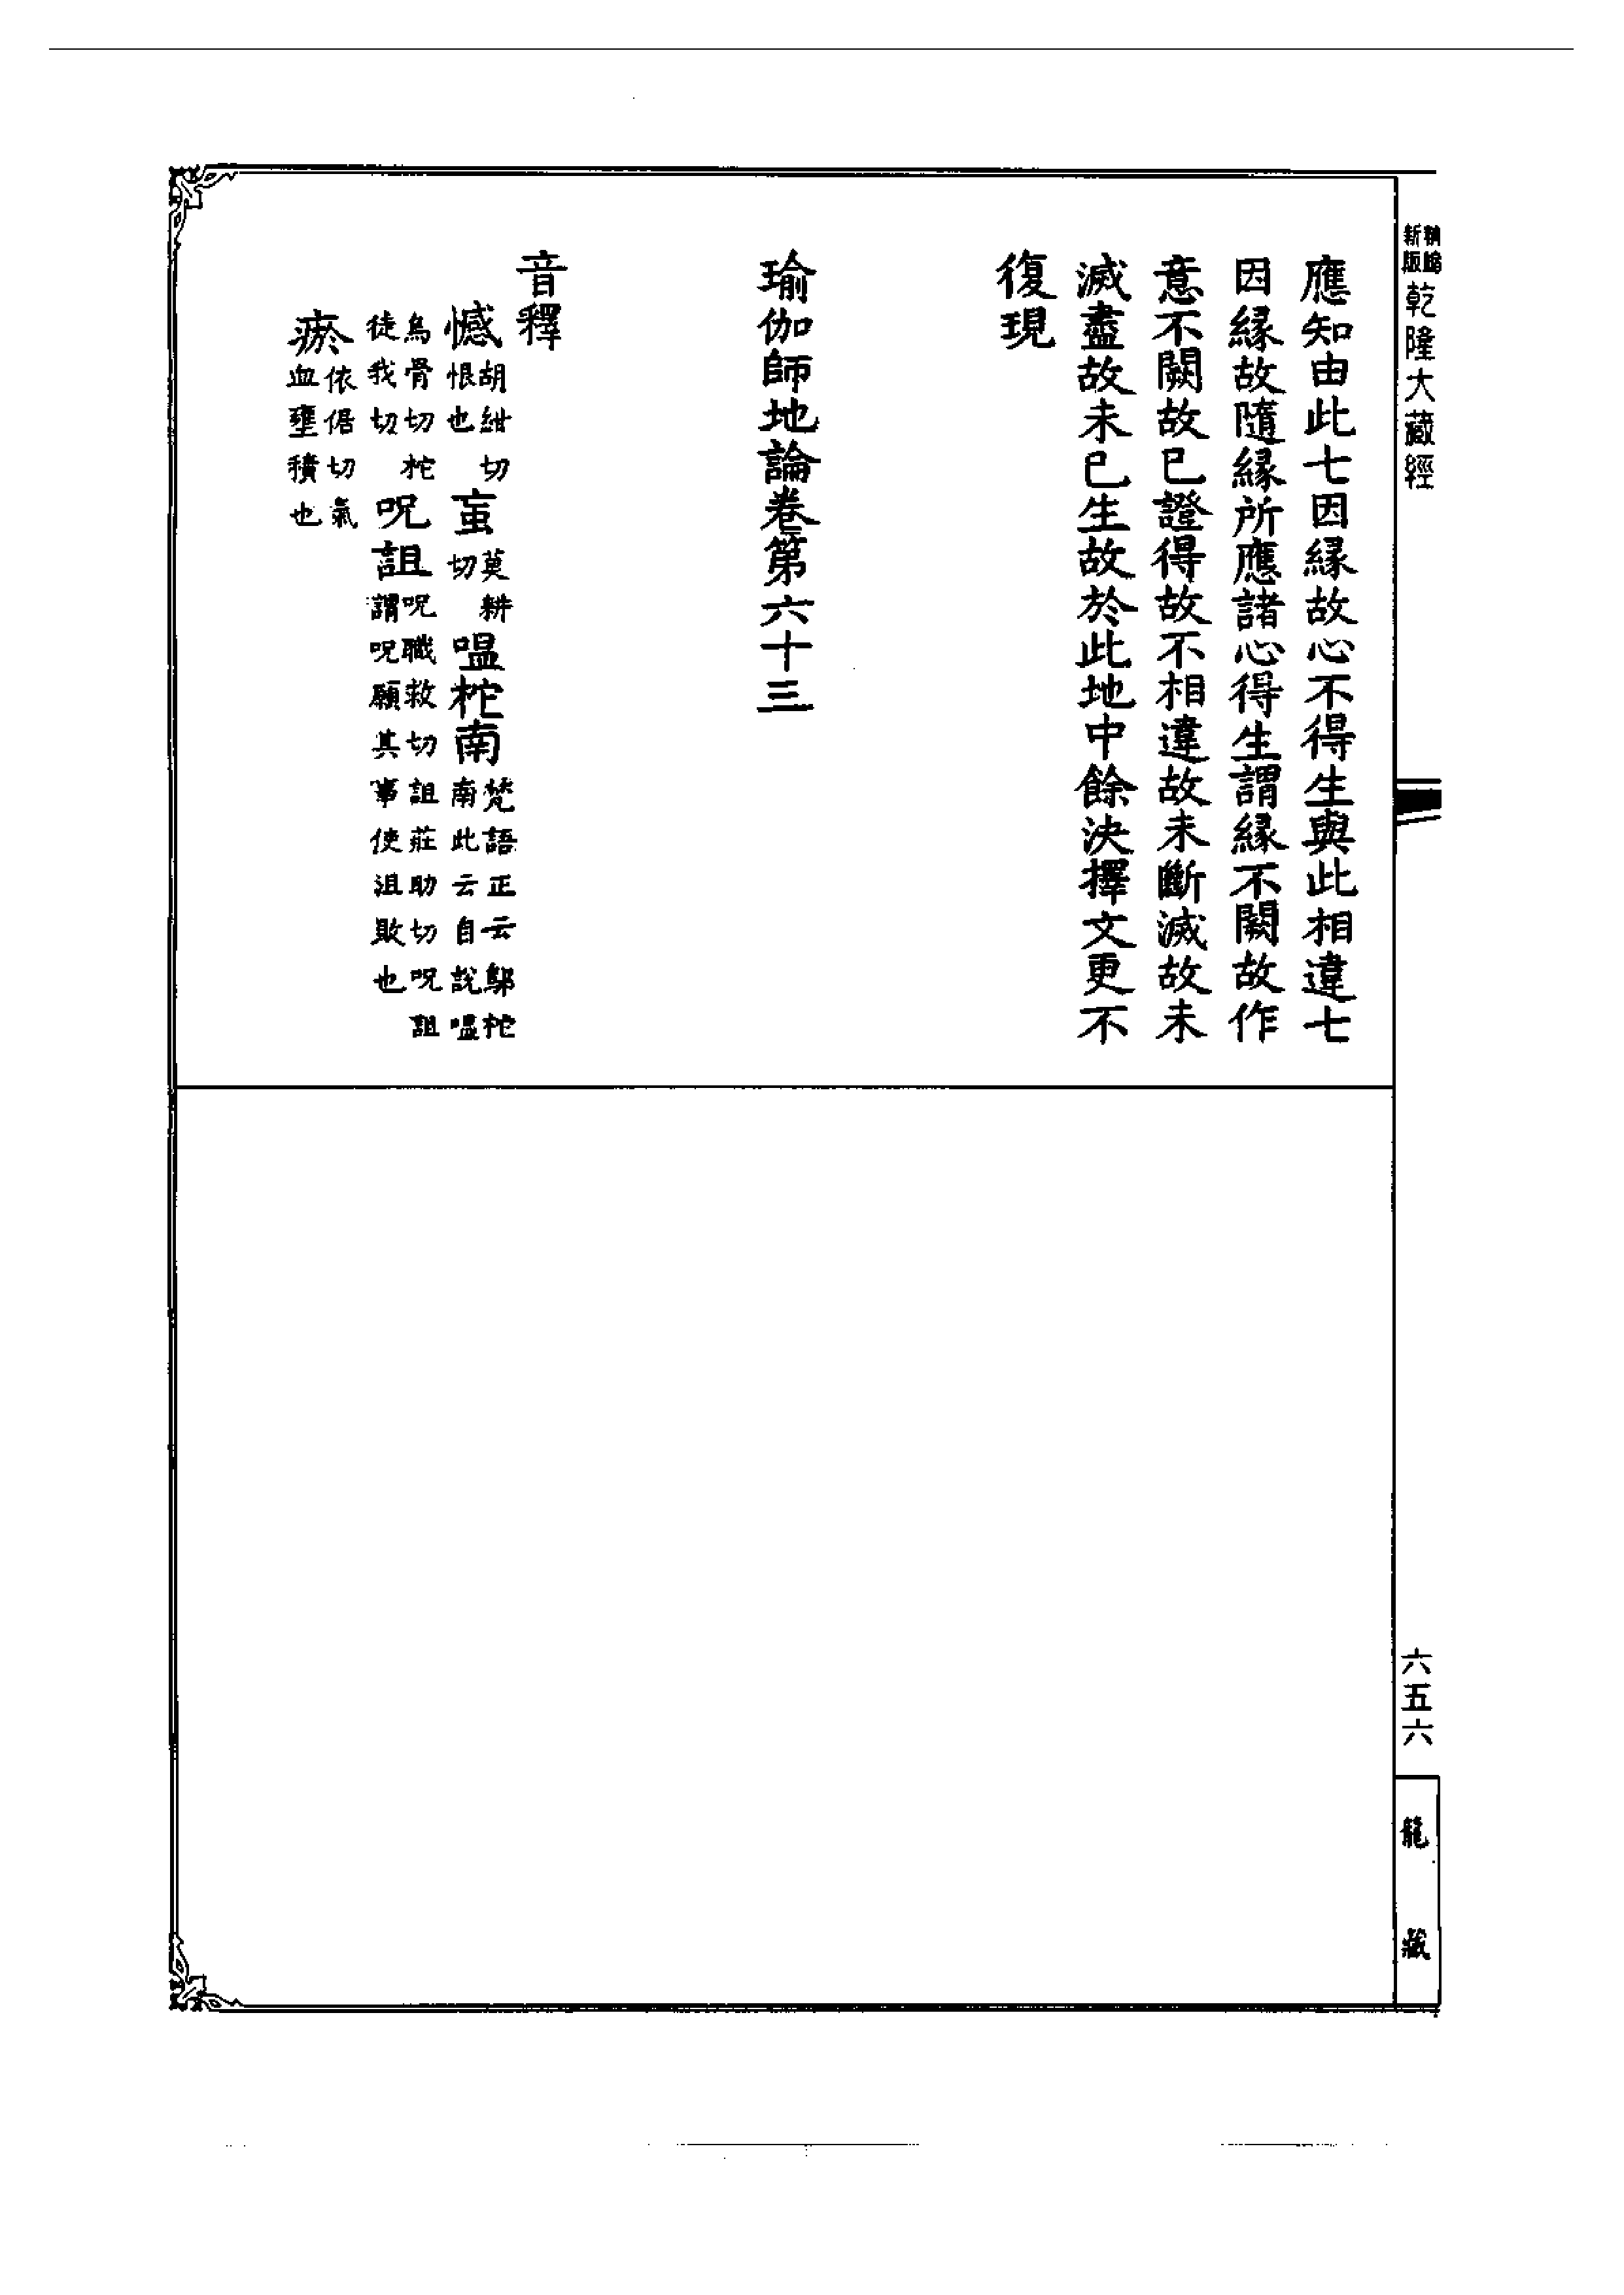 新版
乾隆大藏經
應知由此七因緣故心不得生與此相違七
因緣故隨緣所應諸心得生謂緣不闕故作
意不闕故已證得故不相違故未斷滅故未
滅盡故未已生故於此地中餘決擇文更不
復現
瑜伽師地論卷第六十三
音釋
憾
胡紺切
恨也
䖟
莫耕
切
嗢柁南
梵語正云鄔柁
南此云自說嗢
烏骨切柁
徒我切
呪詛
呪職救切詛莊助切呪詛
謂呪願其事使沮敗也
瘀
依倨切氣
血壅積也
六五六
龍藏